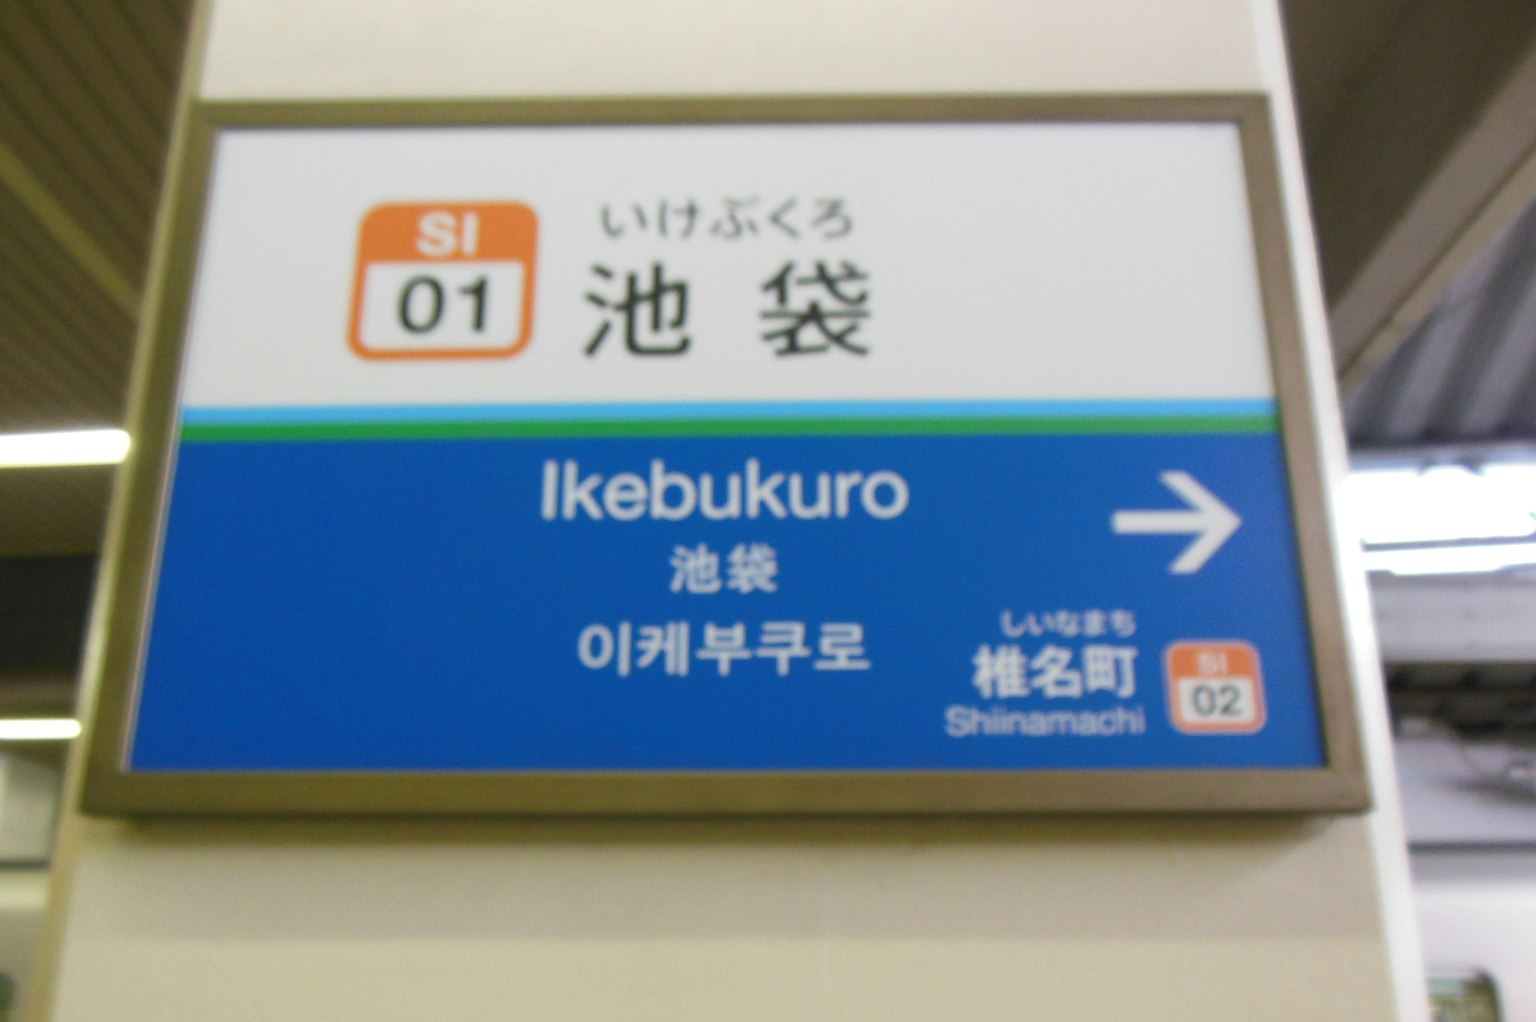 SI
01
いけぶくろ
池袋
Ikebukuro
池袋
이케부쿠로
しいなまち
椎名町
Shiinamachi
SI
02